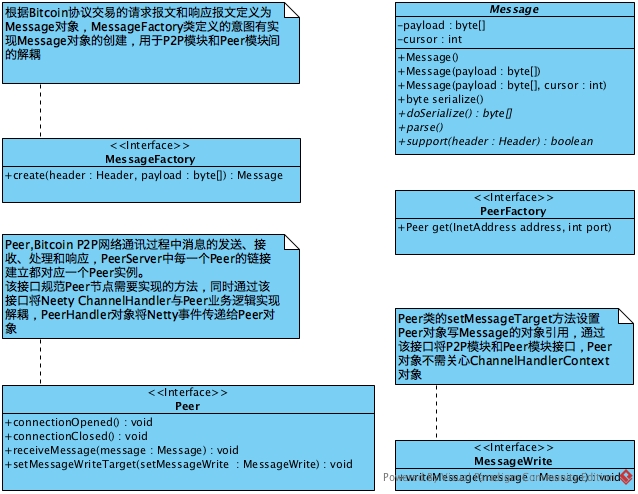 根据Bitcoin协议交易的请求报文和响应报文定义为
Message对象，MessageFactory类定义的意图有
实现Message对象的创建，用于P2P模块和Peer模块间
的解耦
<<Interface>>
MessageFactory
+create(header : Header, payload : byte[]) : Message
Peer,Bitcoin P2P网络通讯过程中消息的发送、接
收、处理和响应，PeerServer中每一个Peer的链接
建立都对应一个Peer实例。
该接口规范Peer节点需要实现的方法，同时通过该
接口将Neety ChannelHandler与Peer业务逻辑实现
解耦，PeerHandler对象将Netty事件传递给Peer对
象
<<Interface>>
Peer
+connectionOpened() : void
+connectionClosed() : void
+receiveMessage(message : Message) : void
+setMessageWriteTarget(setMessageWrite : MessageWrite) : void
Message
-payload : byte[]
-cursor : int
+Message()
+Message(payload : byte[])
+Message(payload : byte[], cursor : int)
+byte serialize()
+doSerialize() : byte[]
+parse()
+support(header : Header) : boolean
<<Interface>>
PeerFactory
+Peer get(InetAddress address, int port)
Peer类的setMessageTarget方法设置
Peer对象写Message的对象引用，通过
该接口将P2P模块和Peer模块接口，Peer
对象不需关心ChannelHandlerContext
对象
<<Interface>>
MessageWrite
+writeMessage(message : Message) : void
Powered By Visual Paradigm Community Edition